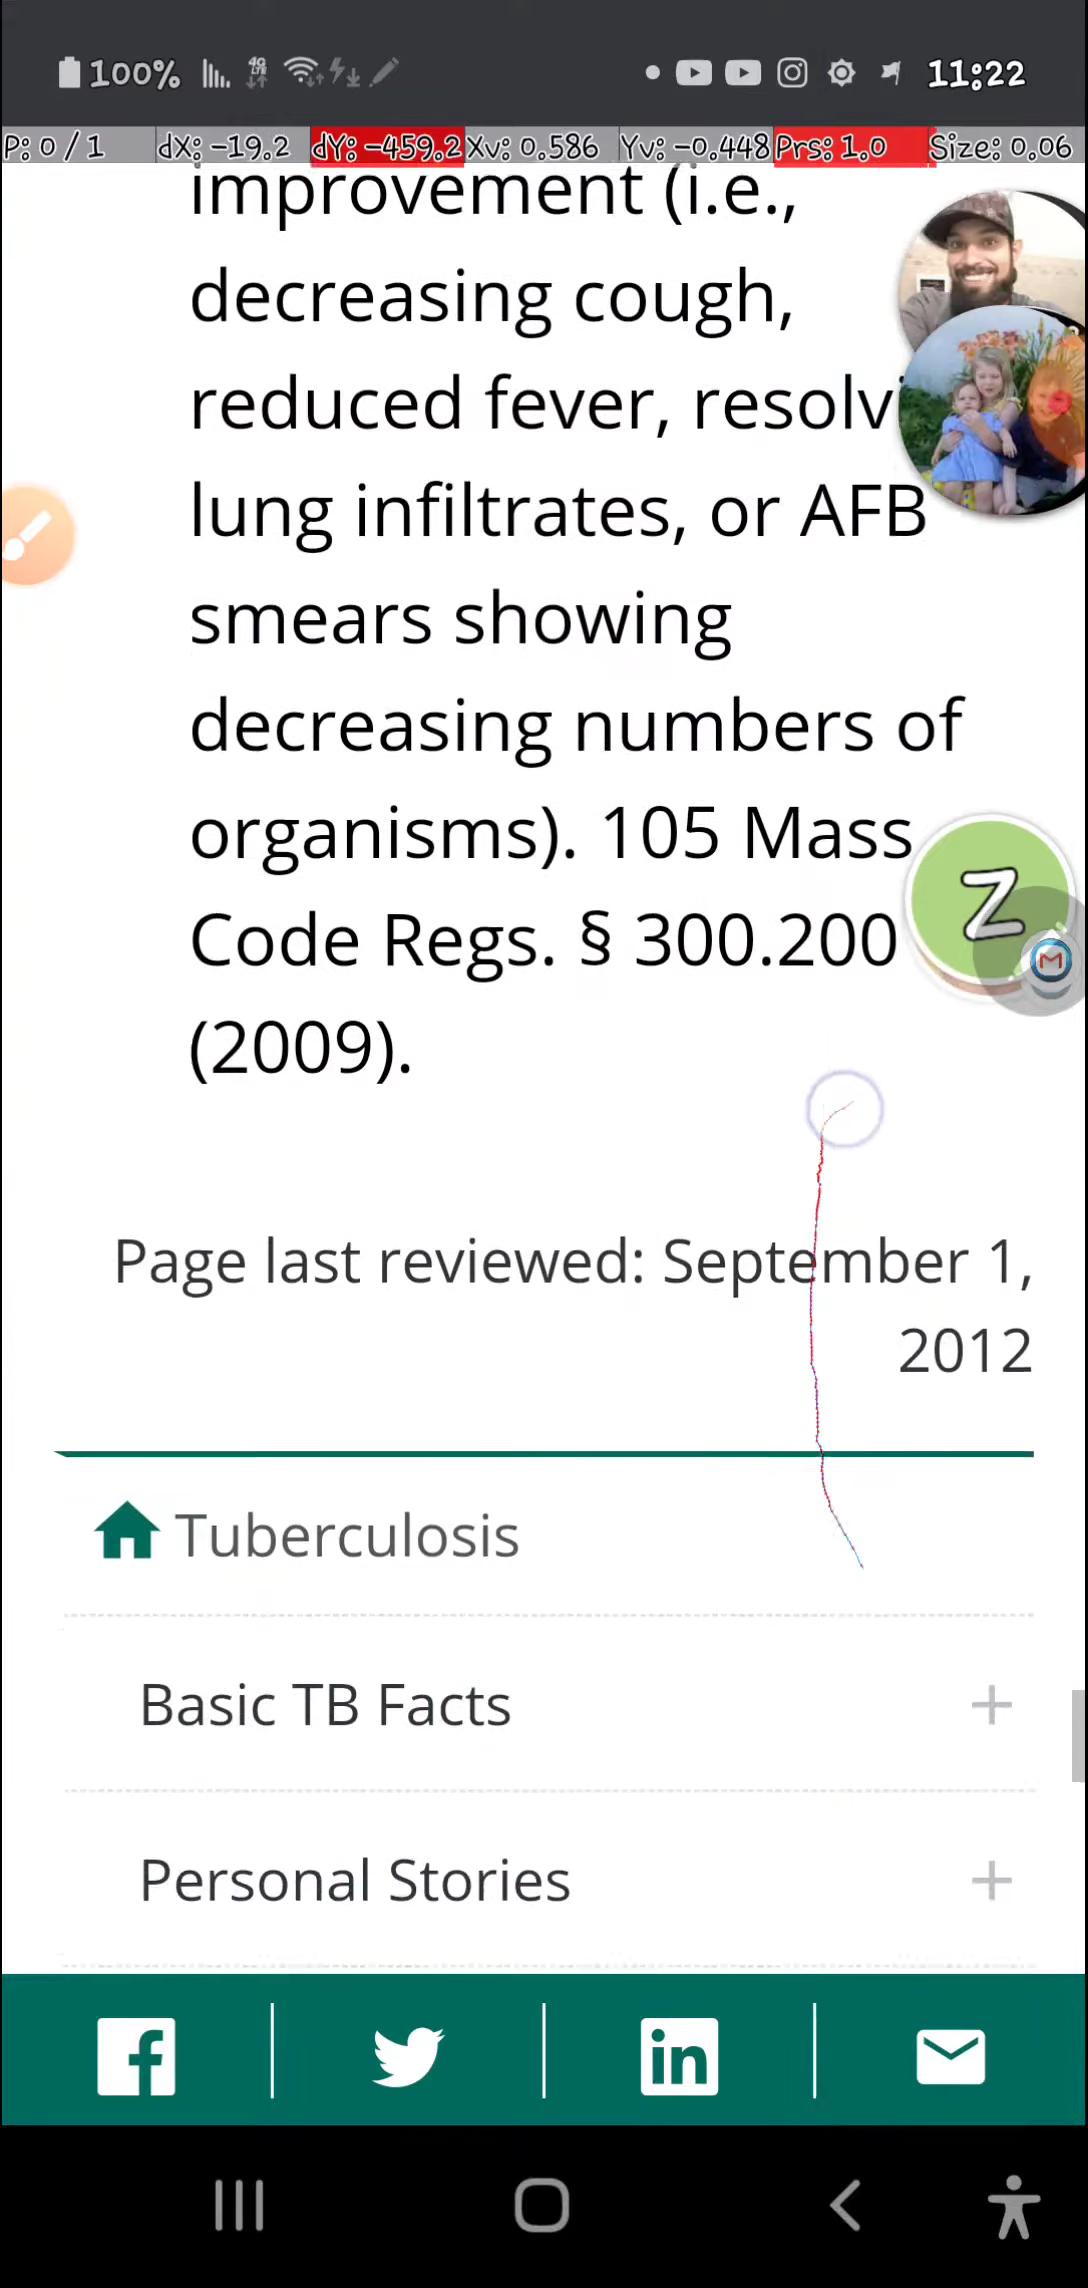 100% 4G LTE 11:22
P: 0 / 1 dX: -19.2 dY: -459.2 Xv: 0.586 Yv: -0.448 Prs: 1.0 Size: 0.06
improvement (i.e.,
decreasing cough,
reduced fever, resolv
lung infiltrates, or AFB
smears showing
decreasing numbers of
organisms). 105 Mass
Code Regs. § 300.200
(2009).
Z
M
Page last reviewed: September 1,
2012
Tuberculosis
Basic TB Facts +
Personal Stories +
f in